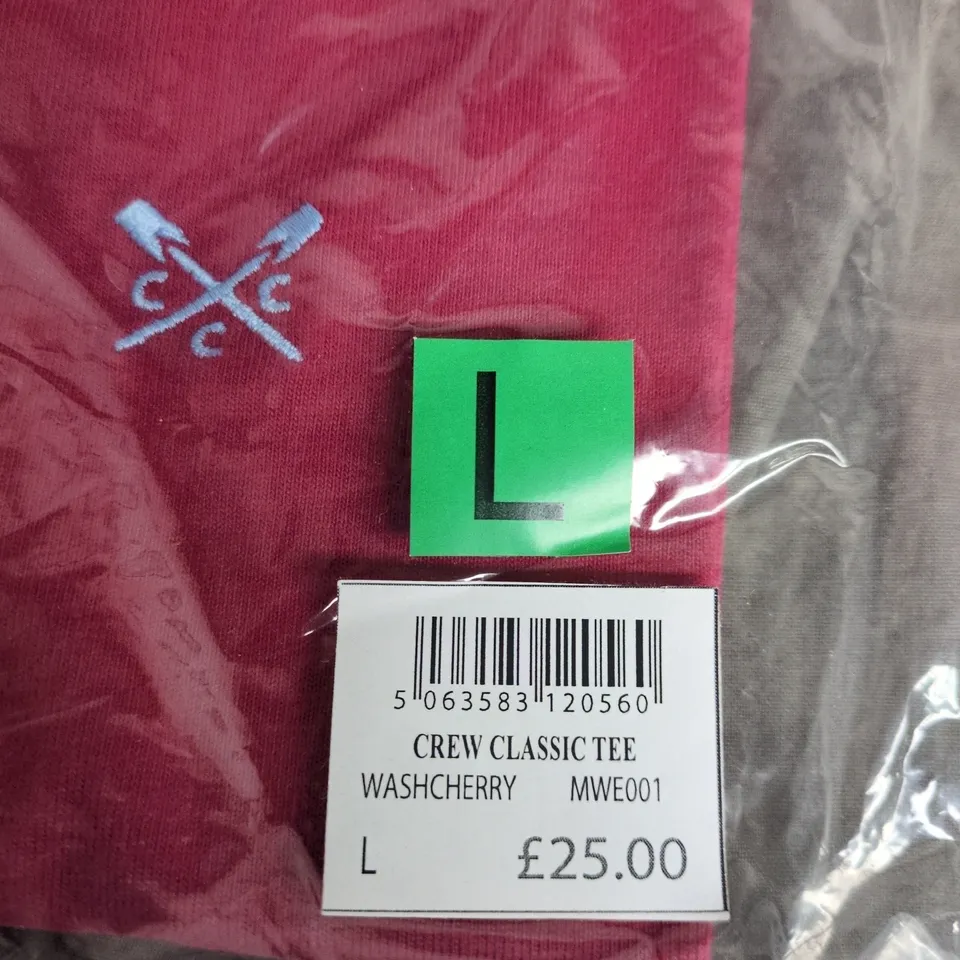 C C
C
L
5 063583 120560
CREW CLASSIC TEE
WASHCHERRY MWE001
L £25.00